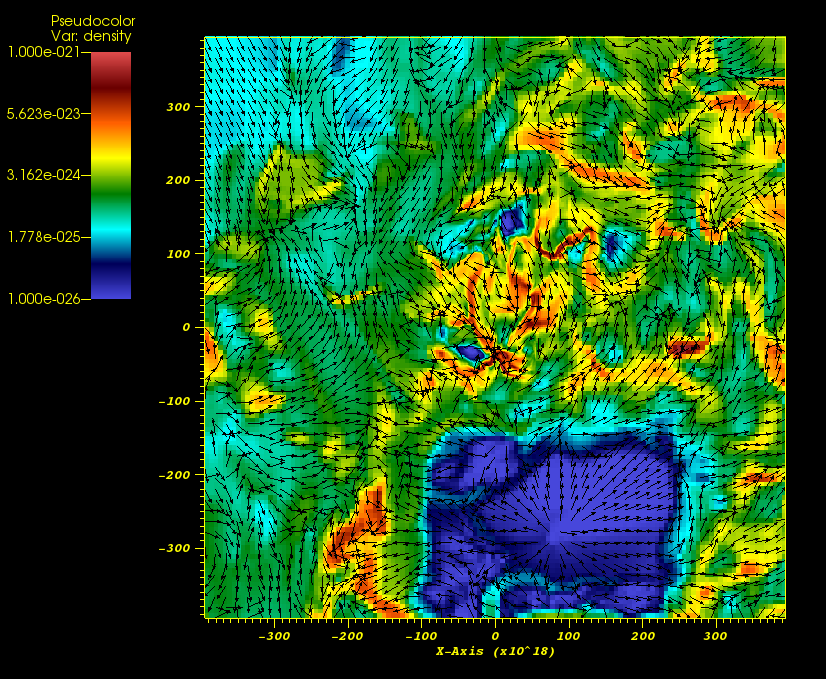 Pseudocolor
Var: density
1.000e-021
5.623e-023
3.162e-024
1.778e-025
1.000e-026
300
200
100
0
-100
-200
-300
-300 -200 -100 0 100 200 300
X-Axis (x10^18)